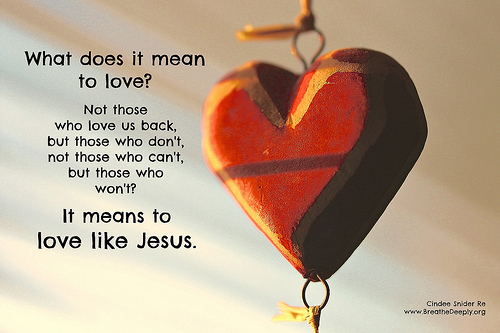 What does it mean
to love?
Not those
who love us back,
but those who don't,
not those who can't,
but those who
won't?
It means to
love like Jesus.
Cindee Snider Re
www.BreatheDeeply.org